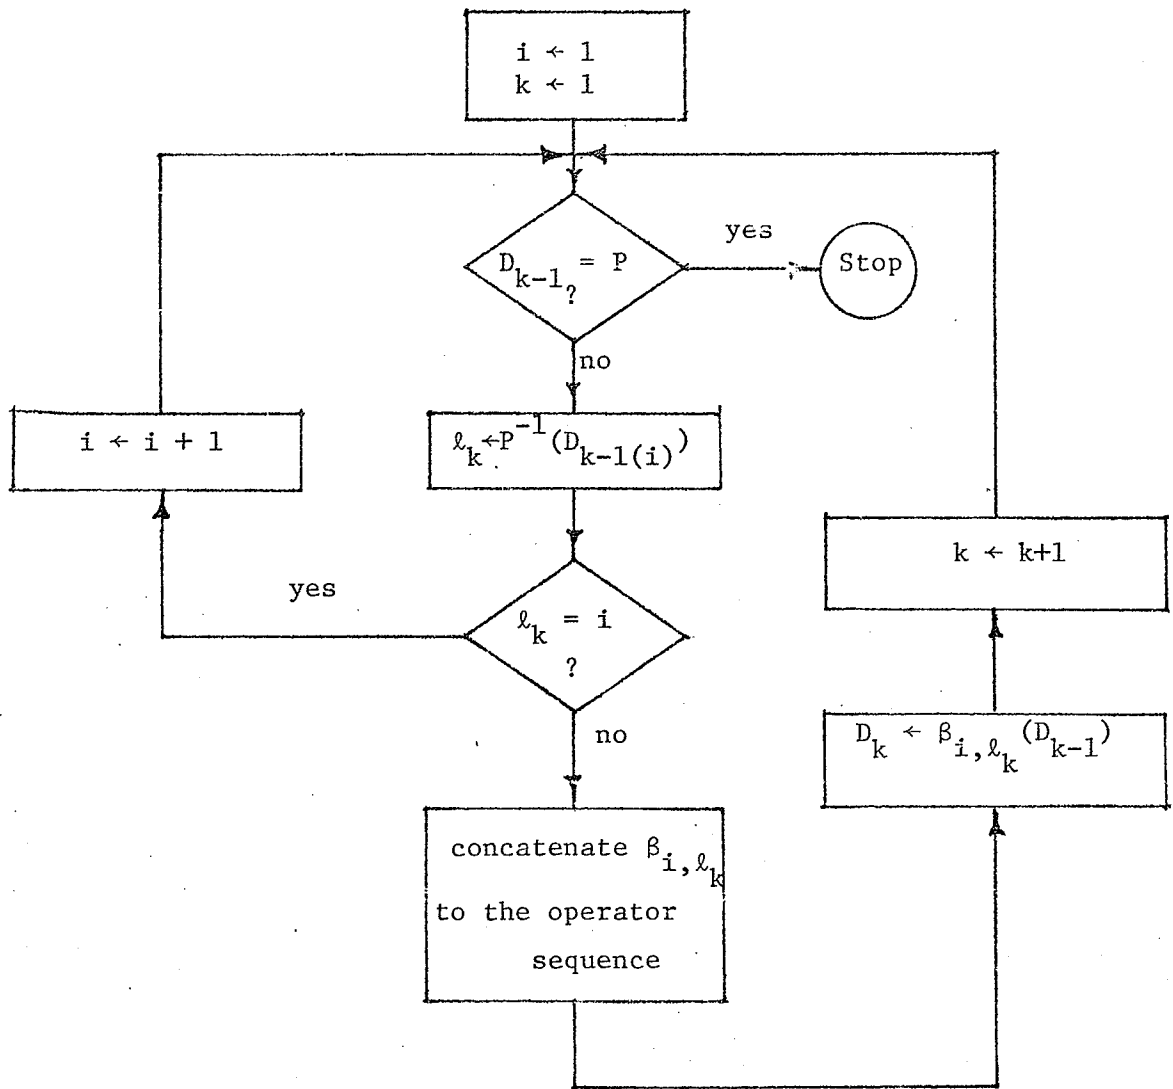 i ← 1
k ← 1
D_{k-1} = P
?
yes
Stop
no
i ← i + 1
ℓ_k ← P^{-1}(D_{k-1(i)})
k ← k+1
yes
ℓ_k = i
?
no
D_k ← β_{i,ℓ_k}(D_{k-1})
concatenate β_{i,ℓ_k}
to the operator
sequence